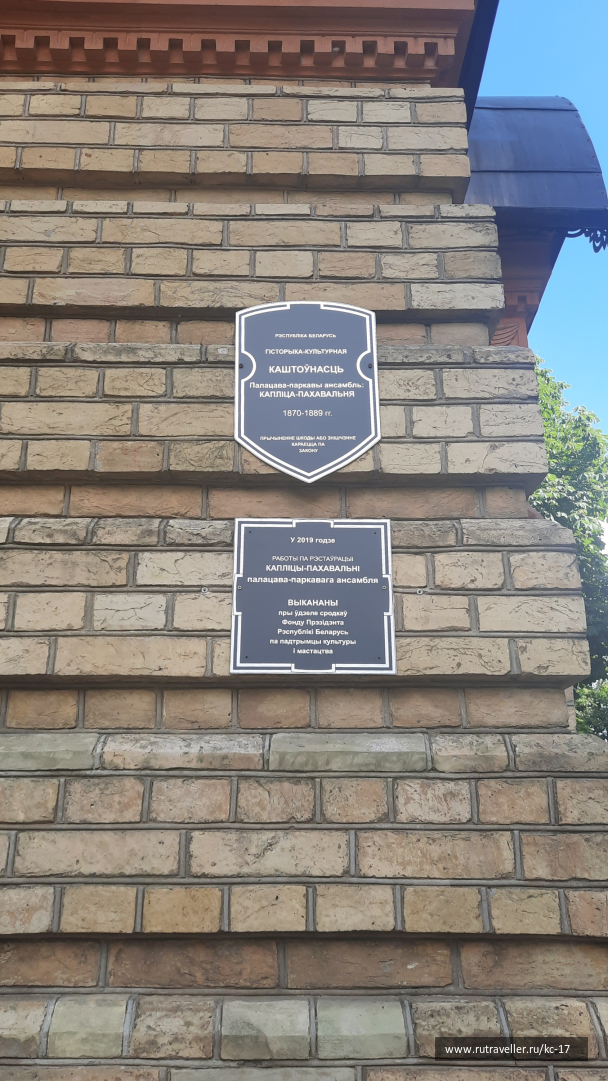 РЭСПУБЛІКА БЕЛАРУСЬ
ГІСТОРЫКА-КУЛЬТУРНАЯ
КАШТОЎНАСЦЬ
Палацава-паркавы ансамбль:
КАПЛІЦА-ПАХАВАЛЬНЯ
1870-1889 гг.
ПРЫЧЫНЕННЕ ШКОДЫ АБО ЗНІШЧЭННЕ
КАРАЕЦЦА ПА
ЗАКОНУ
У 2019 годзе
РАБОТЫ ПА РЭСТАЎРАЦЫІ
КАПЛІЦЫ-ПАХАВАЛЬНІ
палацава-паркавага ансамбля
ВЫКАНАНЫ
пры ўдзеле сродкаў
Фонду Прэзідэнта
Рэспублікі Беларусь
па падтрымцы культуры
і мастацтва
www.rutraveller.ru/kc-17